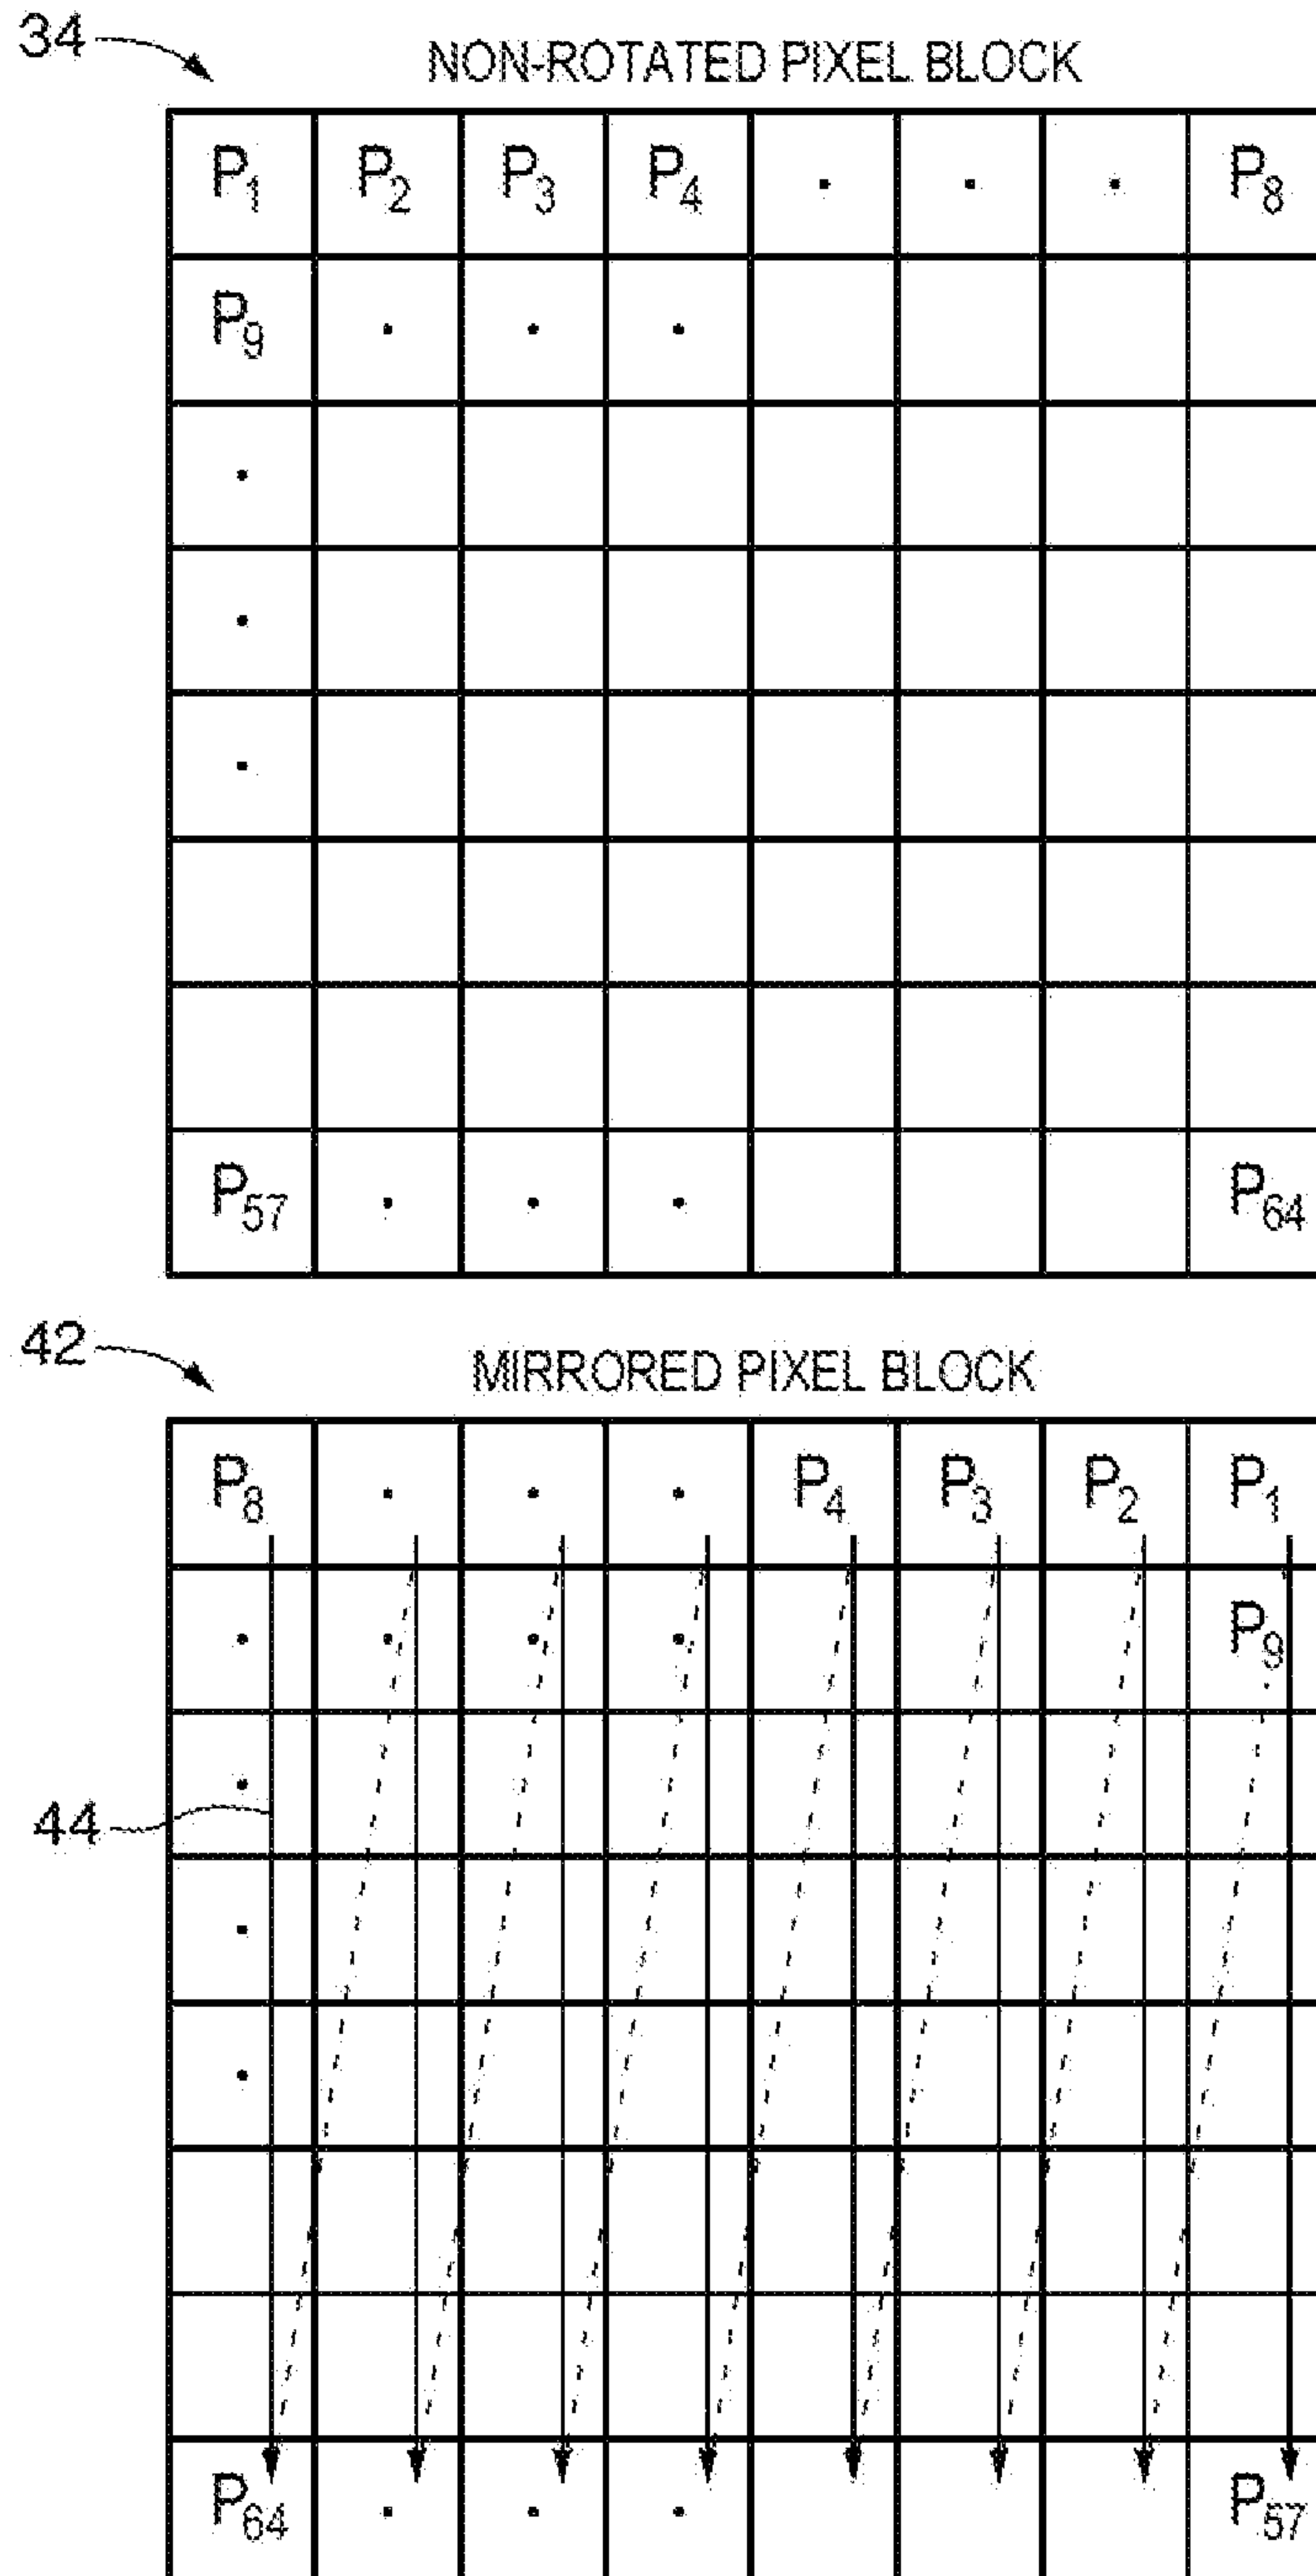 34
NON-ROTATED PIXEL BLOCK
P1 P2 P3 P4 . . . P8
P9 . . .
.
.
.
P57 . . . P64
42
MIRRORED PIXEL BLOCK
P8 . . . P4 P3 P2 P1
. . . . P9
.
44
.
.
P64 . . . P57